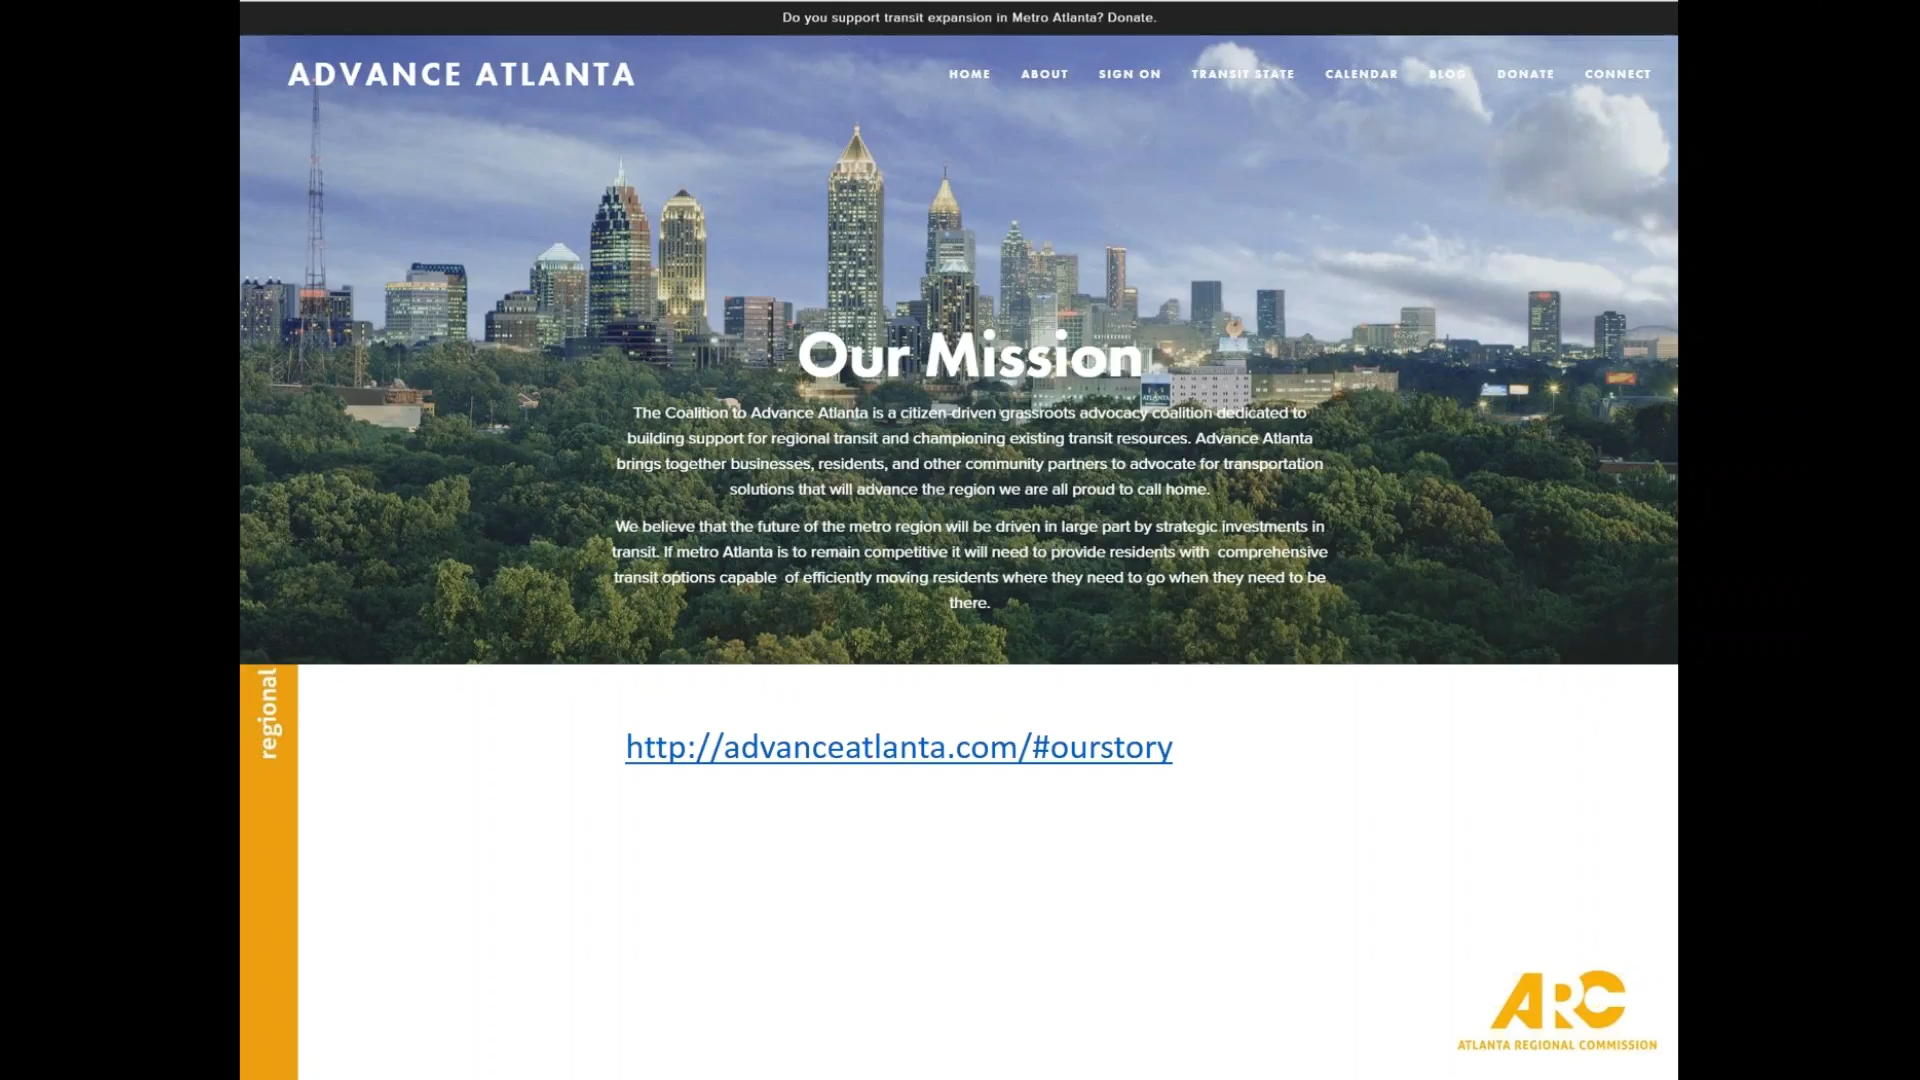 Do you support transit expansion in Metro Atlanta? Donate.
ADVANCE ATLANTA
HOME ABOUT SIGN ON TRANSIT STATE CALENDAR BLOG DONATE CONNECT
Our Mission
ATLANTA
The Coalition to Advance Atlanta is a citizen-driven grassroots advocacy coalition dedicated to
building support for regional transit and championing existing transit resources. Advance Atlanta
brings together businesses, residents, and other community partners to advocate for transportation
solutions that will advance the region we are all proud to call home.
We believe that the future of the metro region will be driven in large part by strategic investments in
transit. If metro Atlanta is to remain competitive it will need to provide residents with comprehensive
transit options capable of efficiently moving residents where they need to go when they need to be
there.
regional
http://advanceatlanta.com/#ourstory
ARC
ATLANTA REGIONAL COMMISSION